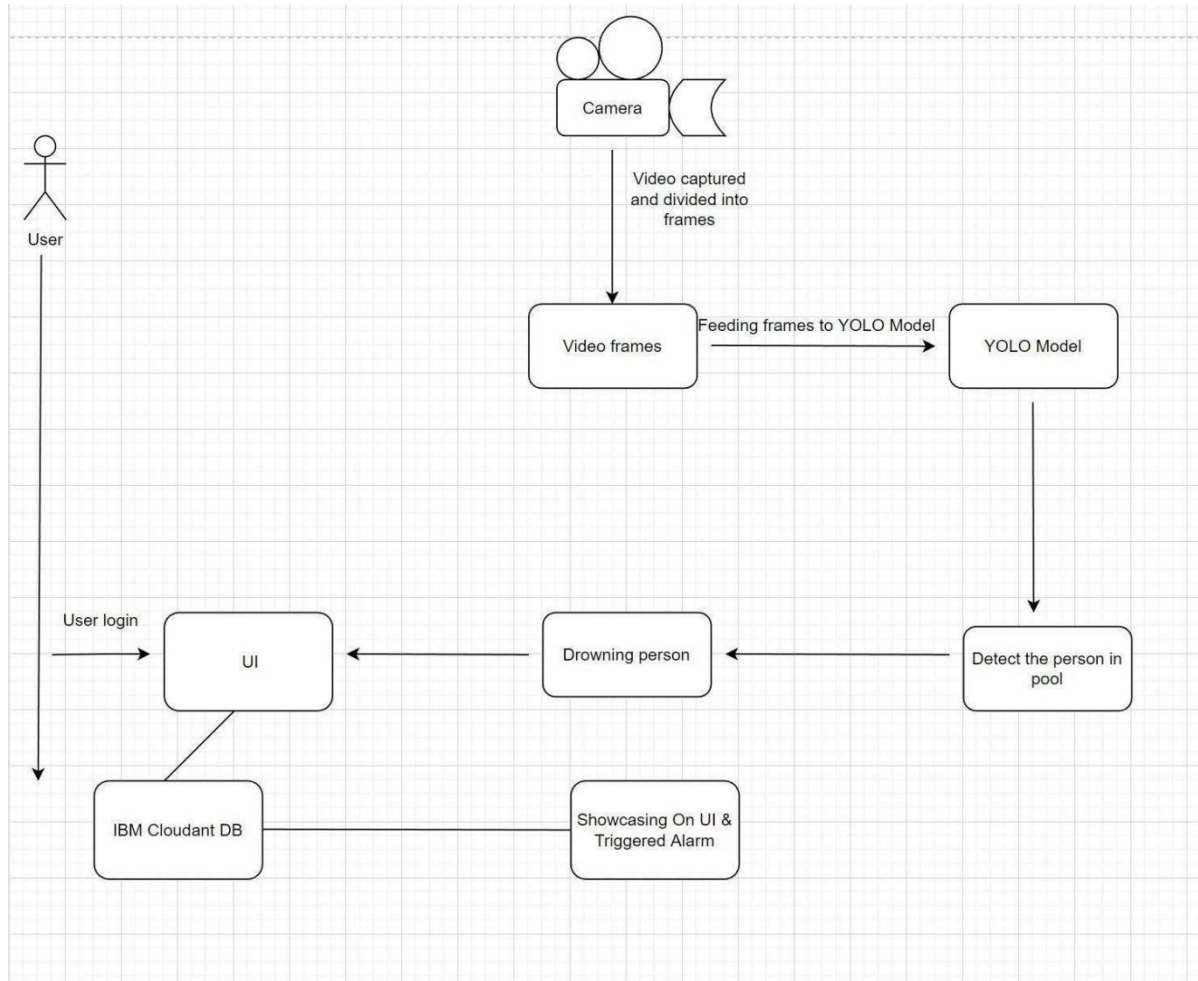 Camera
Video captured
and divided into
frames
User
Video frames
Feeding frames to YOLO Model
YOLO Model
User login
UI
Drowning person
Detect the person in
pool
IBM Cloudant DB
Showcasing On UI &
Triggered Alarm